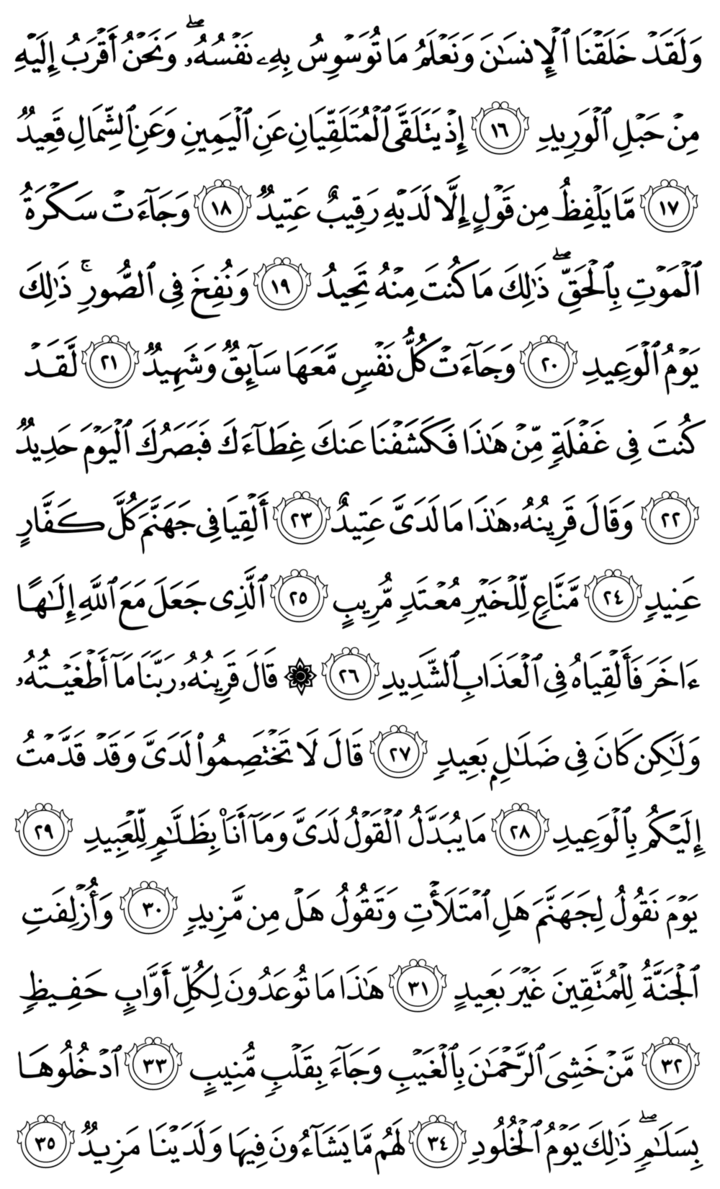 وَلَقَدۡ خَلَقۡنَا ٱلۡإِنسَٰنَ وَنَعۡلَمُ مَا تُوَسۡوِسُ بِهِۦ نَفۡسُهُۥۖ وَنَحۡنُ أَقۡرَبُ إِلَيۡهِ
مِنۡ حَبۡلِ ٱلۡوَرِيدِ ١٦ إِذۡ يَتَلَقَّى ٱلۡمُتَلَقِّيَانِ عَنِ ٱلۡيَمِينِ وَعَنِ ٱلشِّمَالِ قَعِيدٞ
١٧ مَّا يَلۡفِظُ مِن قَوۡلٍ إِلَّا لَدَيۡهِ رَقِيبٌ عَتِيدٞ ١٨ وَجَآءَتۡ سَكۡرَةُ
ٱلۡمَوۡتِ بِٱلۡحَقِّۖ ذَٰلِكَ مَا كُنتَ مِنۡهُ تَحِيدُ ١٩ وَنُفِخَ فِي ٱلصُّورِۚ ذَٰلِكَ
يَوۡمُ ٱلۡوَعِيدِ ٢٠ وَجَآءَتۡ كُلُّ نَفۡسٖ مَّعَهَا سَآئِقٞ وَشَهِيدٞ ٢١ لَّقَدۡ
كُنتَ فِي غَفۡلَةٖ مِّنۡ هَٰذَا فَكَشَفۡنَا عَنكَ غِطَآءَكَ فَبَصَرُكَ ٱلۡيَوۡمَ حَدِيدٞ
٢٢ وَقَالَ قَرِينُهُۥ هَٰذَا مَا لَدَيَّ عَتِيدٌ ٢٣ أَلۡقِيَا فِي جَهَنَّمَ كُلَّ كَفَّارٍ
عَنِيدٖ ٢٤ مَّنَّاعٖ لِّلۡخَيۡرِ مُعۡتَدٖ مُّرِيبٍ ٢٥ ٱلَّذِي جَعَلَ مَعَ ٱللَّهِ إِلَٰهًا
ءَاخَرَ فَأَلۡقِيَاهُ فِي ٱلۡعَذَابِ ٱلشَّدِيدِ ٢٦ ۞ قَالَ قَرِينُهُۥ رَبَّنَا مَآ أَطۡغَيۡتُهُۥ
وَلَٰكِن كَانَ فِي ضَلَٰلِۭ بَعِيدٖ ٢٧ قَالَ لَا تَخۡتَصِمُواْ لَدَيَّ وَقَدۡ قَدَّمۡتُ
إِلَيۡكُم بِٱلۡوَعِيدِ ٢٨ مَا يُبَدَّلُ ٱلۡقَوۡلُ لَدَيَّ وَمَآ أَنَا۠ بِظَلَّٰمٖ لِّلۡعَبِيدِ ٢٩
يَوۡمَ نَقُولُ لِجَهَنَّمَ هَلِ ٱمۡتَلَأۡتِ وَتَقُولُ هَلۡ مِن مَّزِيدٖ ٣٠ وَأُزۡلِفَتِ
ٱلۡجَنَّةُ لِلۡمُتَّقِينَ غَيۡرَ بَعِيدٍ ٣١ هَٰذَا مَا تُوعَدُونَ لِكُلِّ أَوَّابٍ حَفِيظٖ
٣٢ مَّنۡ خَشِيَ ٱلرَّحۡمَٰنَ بِٱلۡغَيۡبِ وَجَآءَ بِقَلۡبٖ مُّنِيبٍ ٣٣ ٱدۡخُلُوهَا
بِسَلَٰمٖۖ ذَٰلِكَ يَوۡمُ ٱلۡخُلُودِ ٣٤ لَهُم مَّا يَشَآءُونَ فِيهَا وَلَدَيۡنَا مَزِيدٞ ٣٥